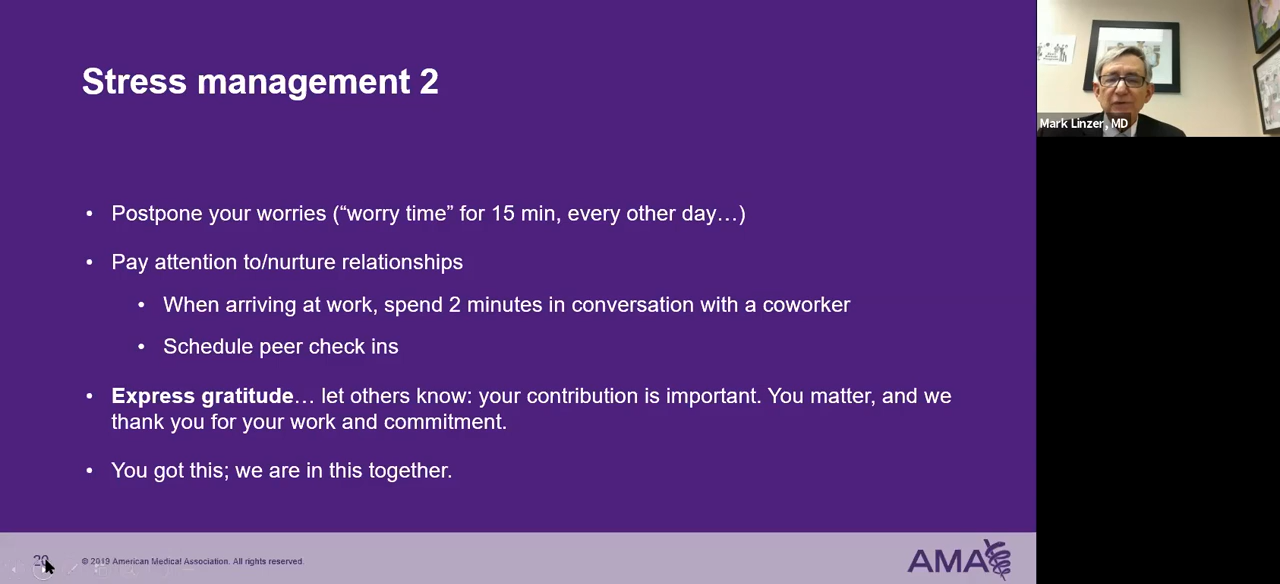 Stress management 2
Mark Linzer, MD
• Postpone your worries (“worry time” for 15 min, every other day…)
• Pay attention to/nurture relationships
• When arriving at work, spend 2 minutes in conversation with a coworker
• Schedule peer check ins
• Express gratitude… let others know: your contribution is important. You matter, and we
thank you for your work and commitment.
• You got this; we are in this together.
© 2019 American Medical Association. All rights reserved.
AMA